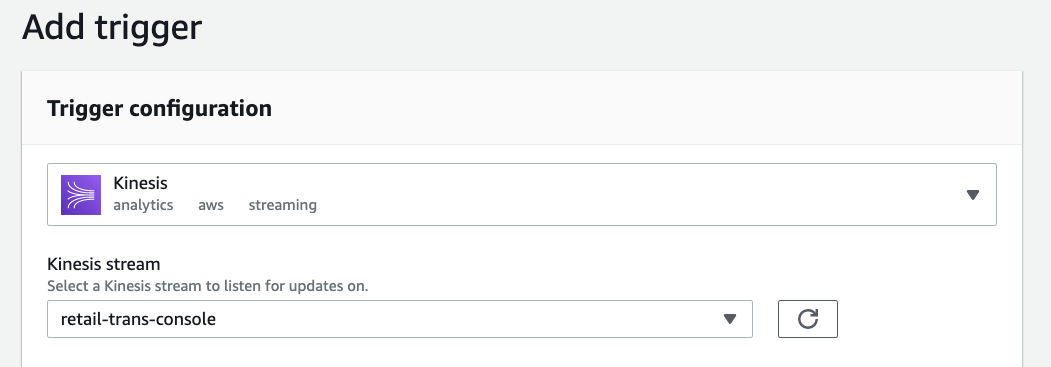 Add trigger
Trigger configuration
Kinesis
analytics aws streaming
Kinesis stream
Select a Kinesis stream to listen for updates on.
retail-trans-console